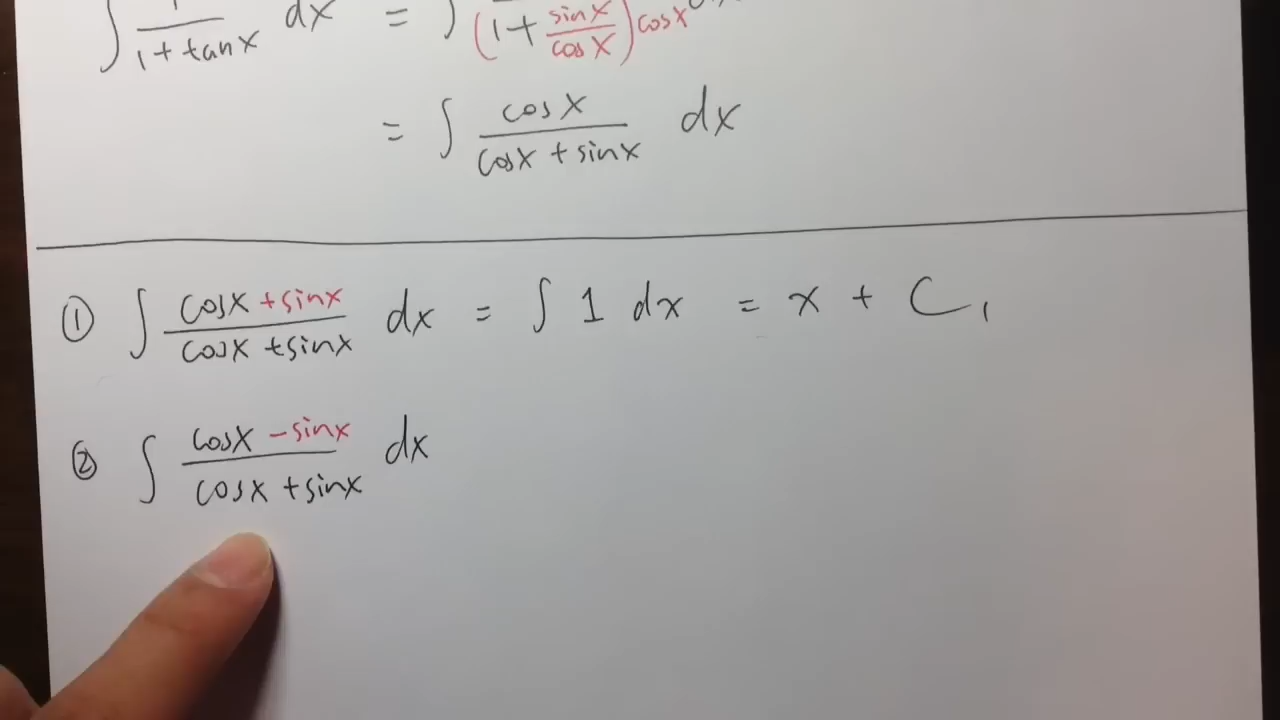 ∫ 1/(1 + tanx) dx = ∫ /((1 + sinx/cosx)cosx)
= ∫ cosx/(cosx + sinx) dx
① ∫ (cosx + sinx)/(cosx + sinx) dx = ∫ 1 dx = x + C₁
② ∫ (cosx - sinx)/(cosx + sinx) dx